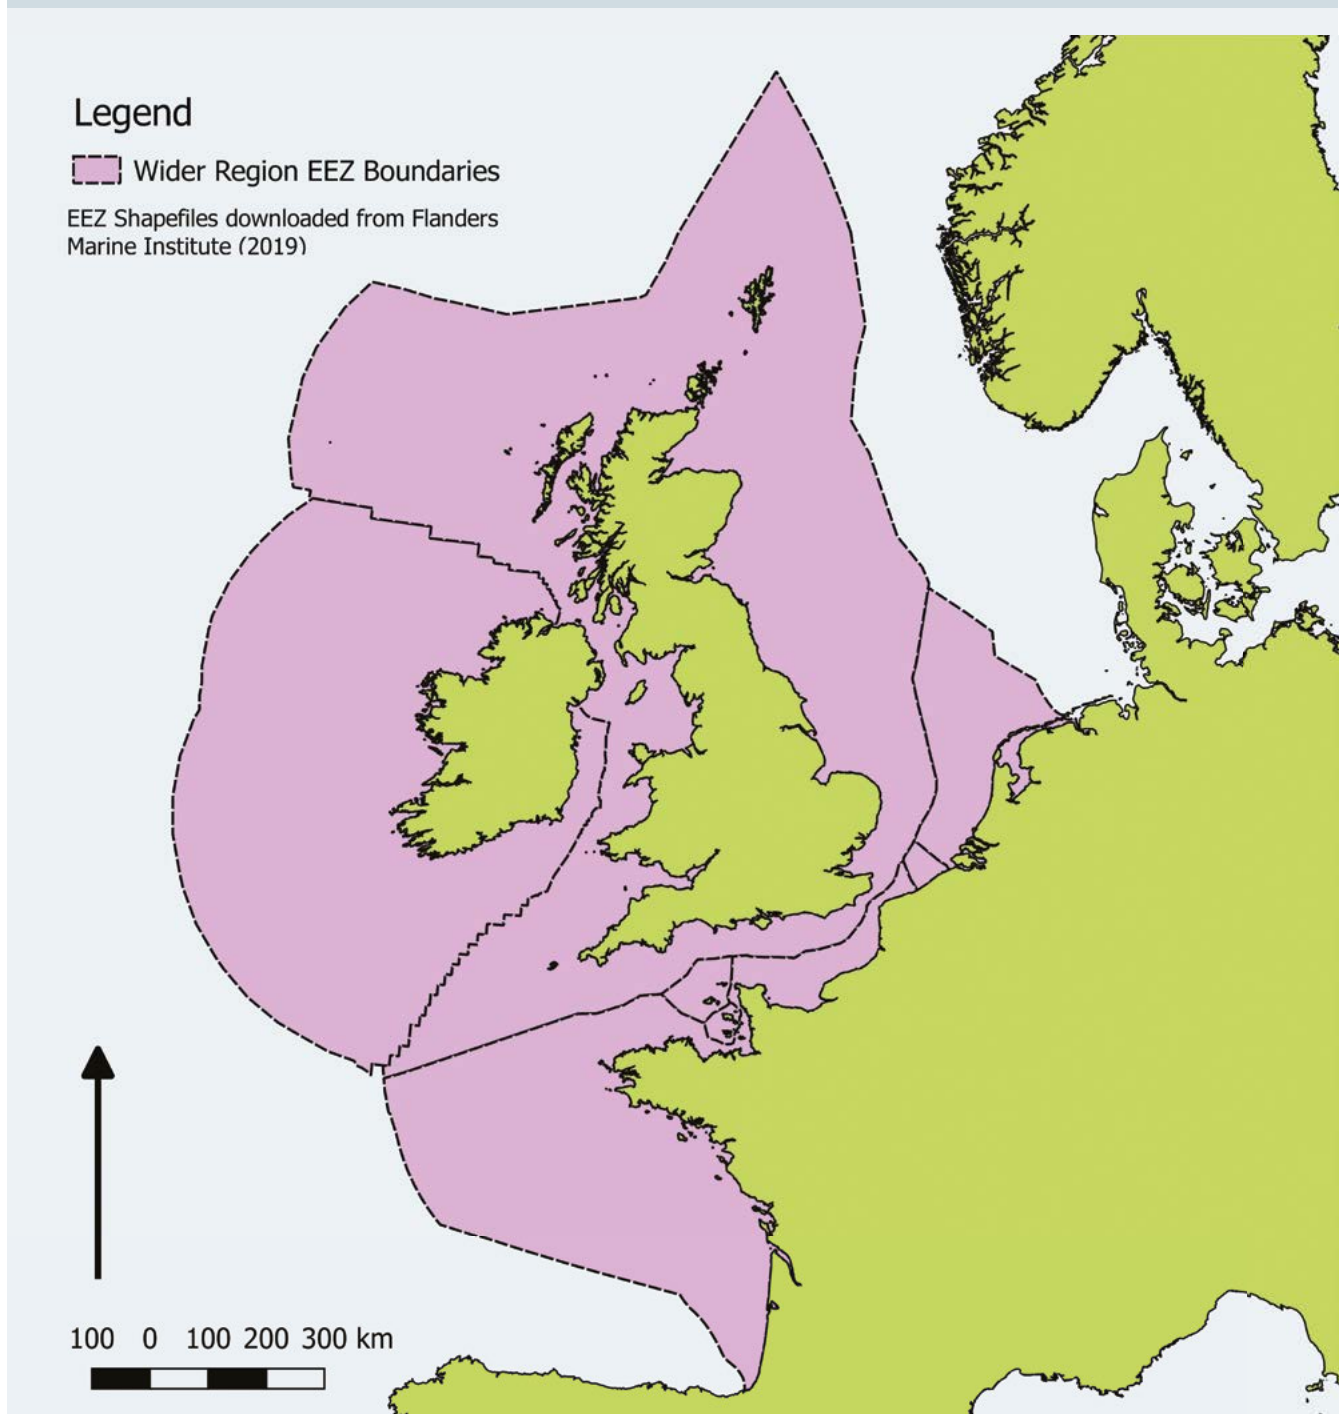 Legend
Wider Region EEZ Boundaries
EEZ Shapefiles downloaded from Flanders
Marine Institute (2019)
100 0 100 200 300 km